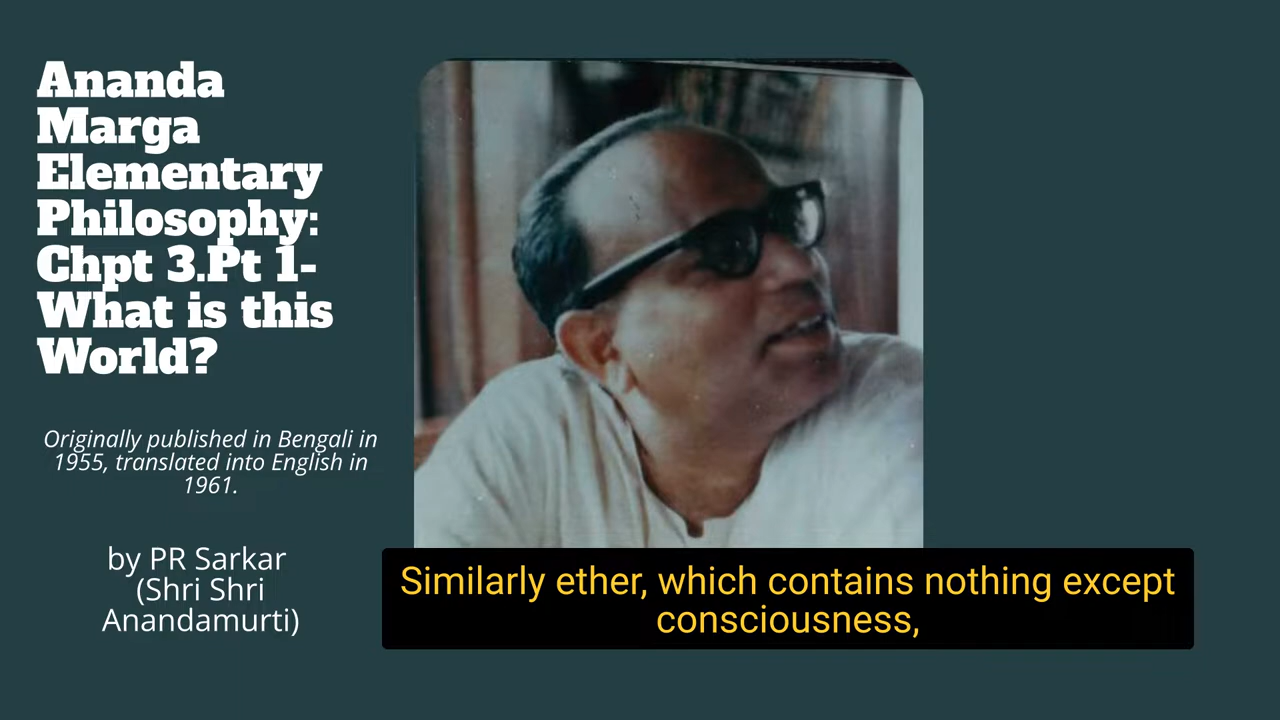 Ananda
Marga
Elementary
Philosophy:
Chpt 3.Pt 1-
What is this
World?
Originally published in Bengali in
1955, translated into English in
1961.
by PR Sarkar
(Shri Shri
Anandamurti)
Similarly ether, which contains nothing except
consciousness,